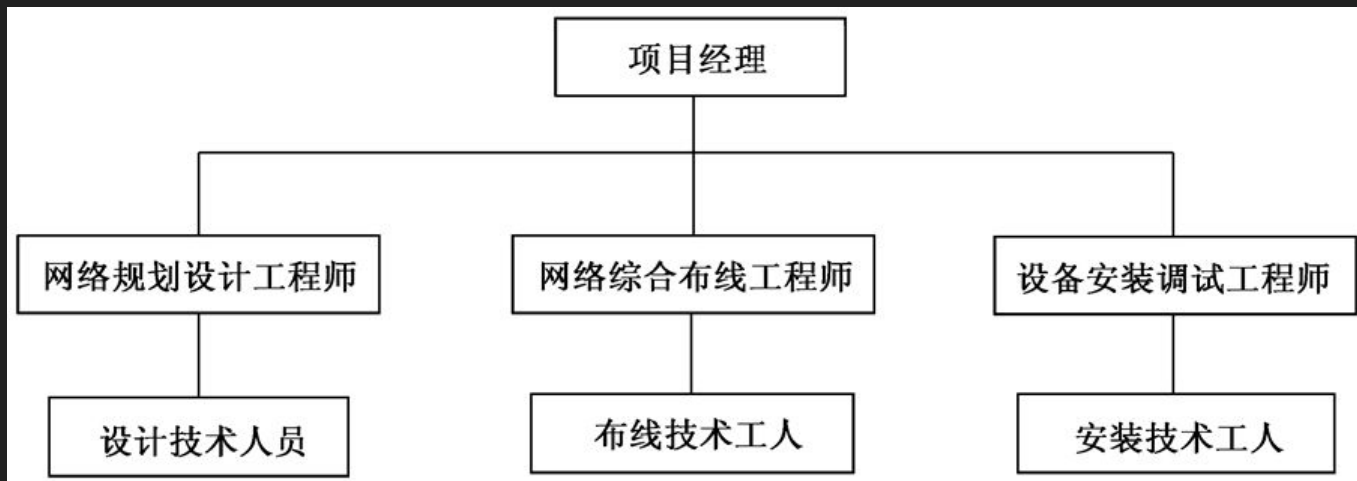 项目经理
网络规划设计工程师
网络综合布线工程师
设备安装调试工程师
设计技术人员
布线技术工人
安装技术工人